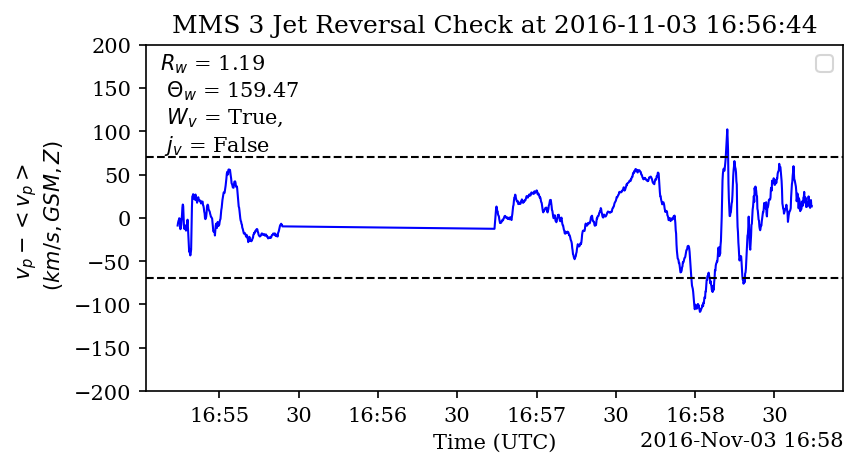 MMS 3 Jet Reversal Check at 2016-11-03 16:56:44
200
150
100
50
0
−50
−100
−150
−200
v_p − < v_p >
(km/s, GSM, Z)
R_w = 1.19
Θ_w = 159.47
W_v = True,
j_v = False
16:55 30 16:56 30 16:57 30 16:58 30
Time (UTC)
2016-Nov-03 16:58